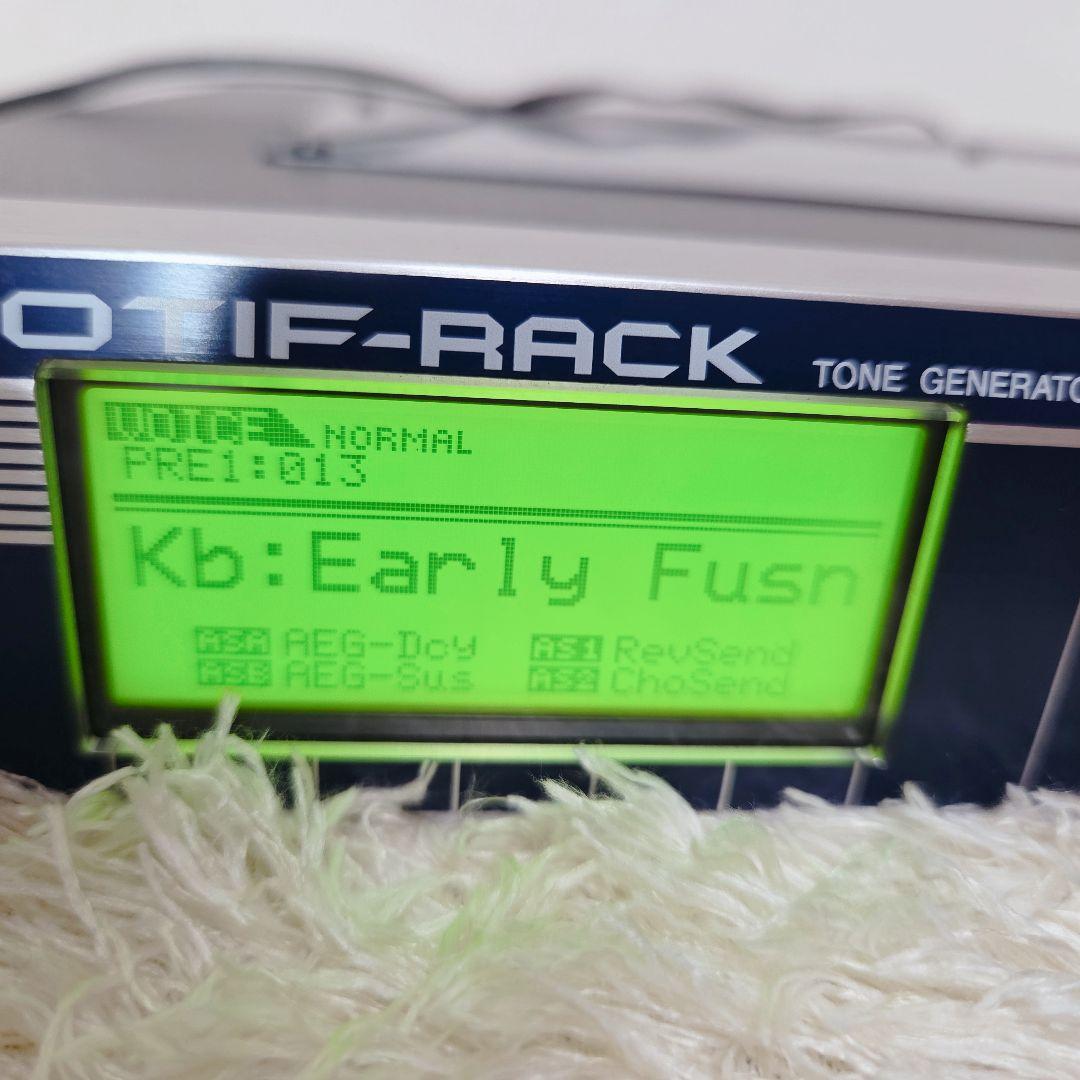 OTIF-RACK
TONE GENERATO
VOICE NORMAL
PRE1:013
Kb:Early Fusn
ASA AEG-Dcy AS1 RevSend
ASB AEG-Sus AS2 ChoSend